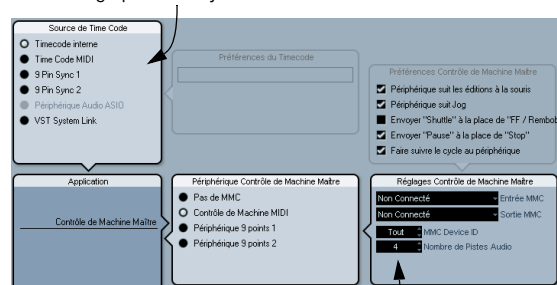 Source de Time Code
Timecode interne
Time Code MIDI
9 Pin Sync 1
9 Pin Sync 2
Périphérique Audio ASIO
VST System Link
Préférences du Timecode
Préférences Contrôle de Machine Maître
Périphérique suit les éditions à la souris
Périphérique suit Jog
Envoyer "Shuttle" à la place de "FF / Rembob
Envoyer "Pause" à la place de "Stop"
Faire suivre le cycle au périphérique
Application
Contrôle de Machine Maître
Périphérique Contrôle de Machine Maître
Pas de MMC
Contrôle de Machine MIDI
Périphérique 9 points 1
Périphérique 9 points 2
Réglages Contrôle de Machine Maître
Non Connecté Entrée MMC
Non Connecté Sortie MMC
Tout MMC Device ID
4 Nombre de Pistes Audio